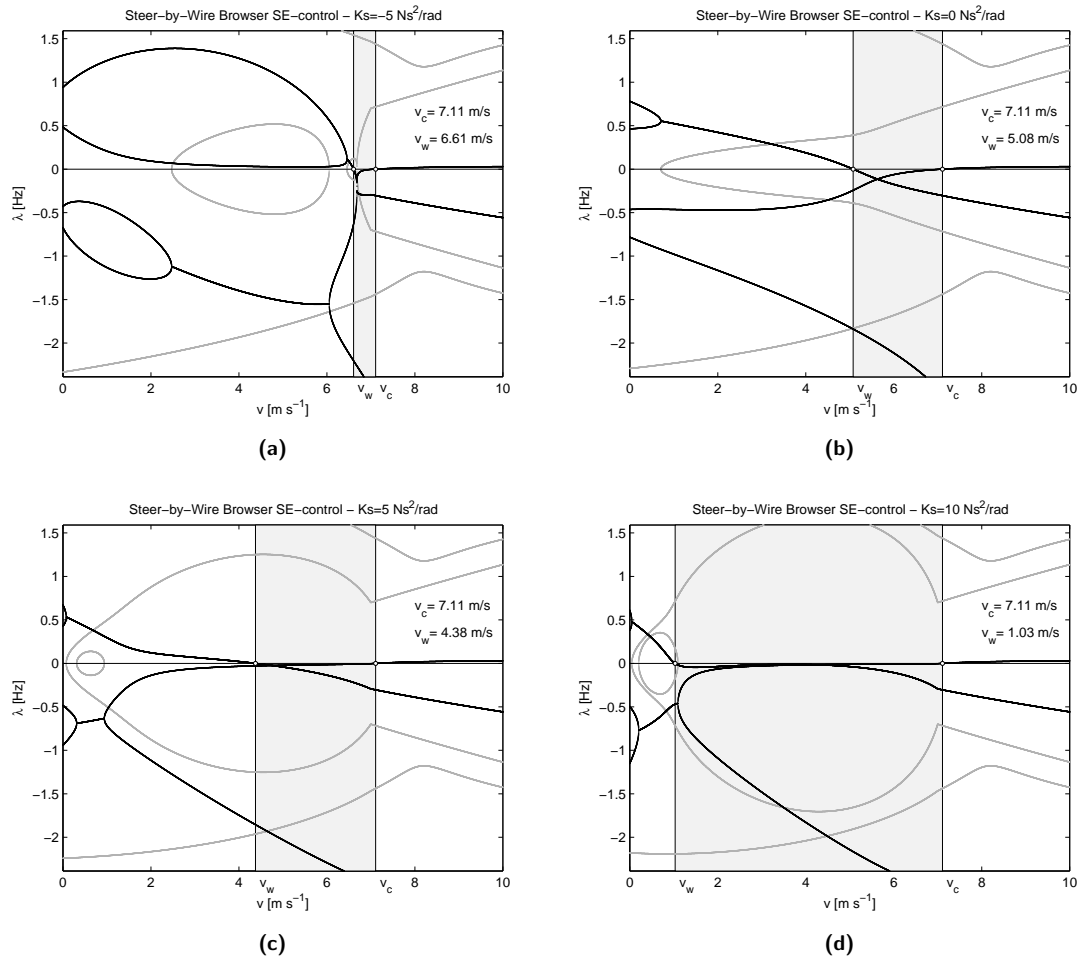 Steer-by-Wire Browser SE-control - Ks=-5 Ns²/rad
Steer-by-Wire Browser SE-control - Ks=0 Ns²/rad
1.5
1
0.5
0
−0.5
−1
−1.5
−2
λ [Hz]
v_c= 7.11 m/s
v_w= 6.61 m/s
0 2 4 6 v_w v_c 8 10
v [m s⁻¹]
(a)
1.5
1
0.5
0
−0.5
−1
−1.5
−2
λ [Hz]
v_c= 7.11 m/s
v_w= 5.08 m/s
0 2 4 v_w 6 v_c 8 10
v [m s⁻¹]
(b)
Steer-by-Wire Browser SE-control - Ks=5 Ns²/rad
Steer-by-Wire Browser SE-control - Ks=10 Ns²/rad
1.5
1
0.5
0
−0.5
−1
−1.5
−2
λ [Hz]
v_c= 7.11 m/s
v_w= 4.38 m/s
0 2 4 v_w 6 v_c 8 10
v [m s⁻¹]
(c)
1.5
1
0.5
0
−0.5
−1
−1.5
−2
λ [Hz]
v_c= 7.11 m/s
v_w= 1.03 m/s
0 v_w 2 4 6 v_c 8 10
v [m s⁻¹]
(d)